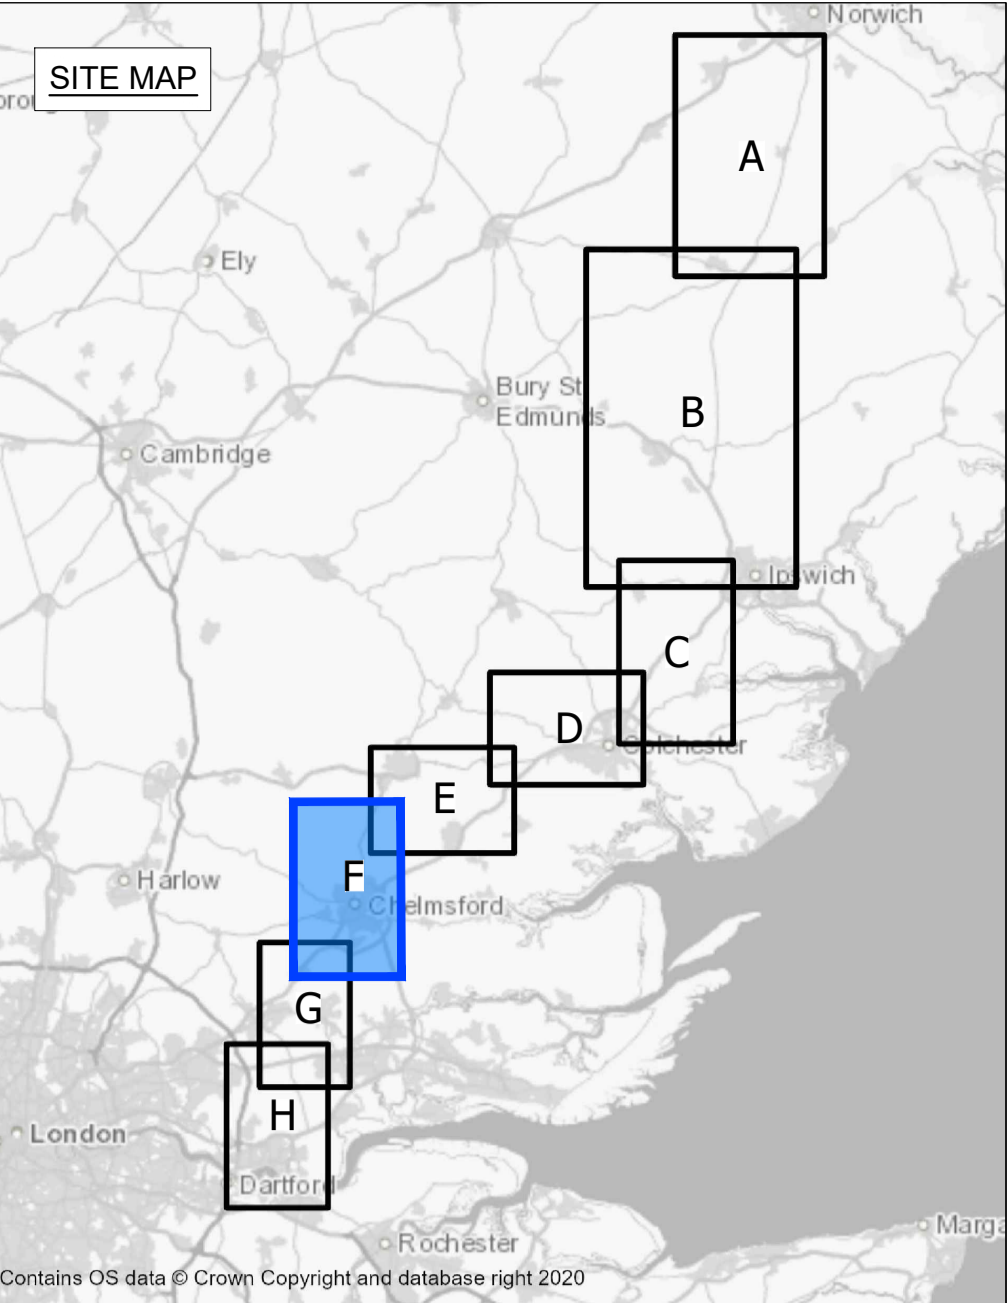 Norwich
SITE MAP
A
Ely
Bury St
Edmunds
B
Cambridge
Ipswich
C
D
Colchester
E
F
Harlow
Chelmsford
G
H
London
Dartford
Marga
Rochester
Contains OS data © Crown Copyright and database right 2020